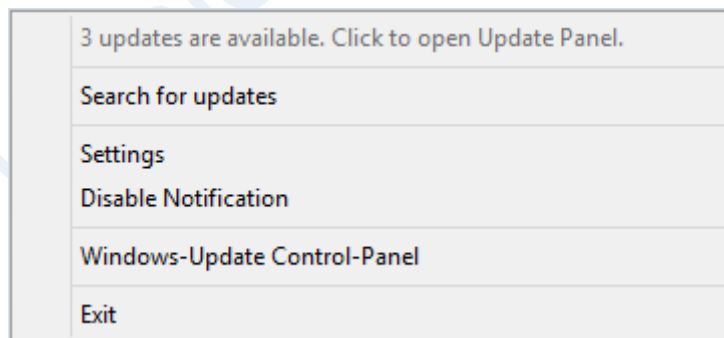 3 updates are available. Click to open Update Panel.
Search for updates
Settings
Disable Notification
Windows-Update Control-Panel
Exit